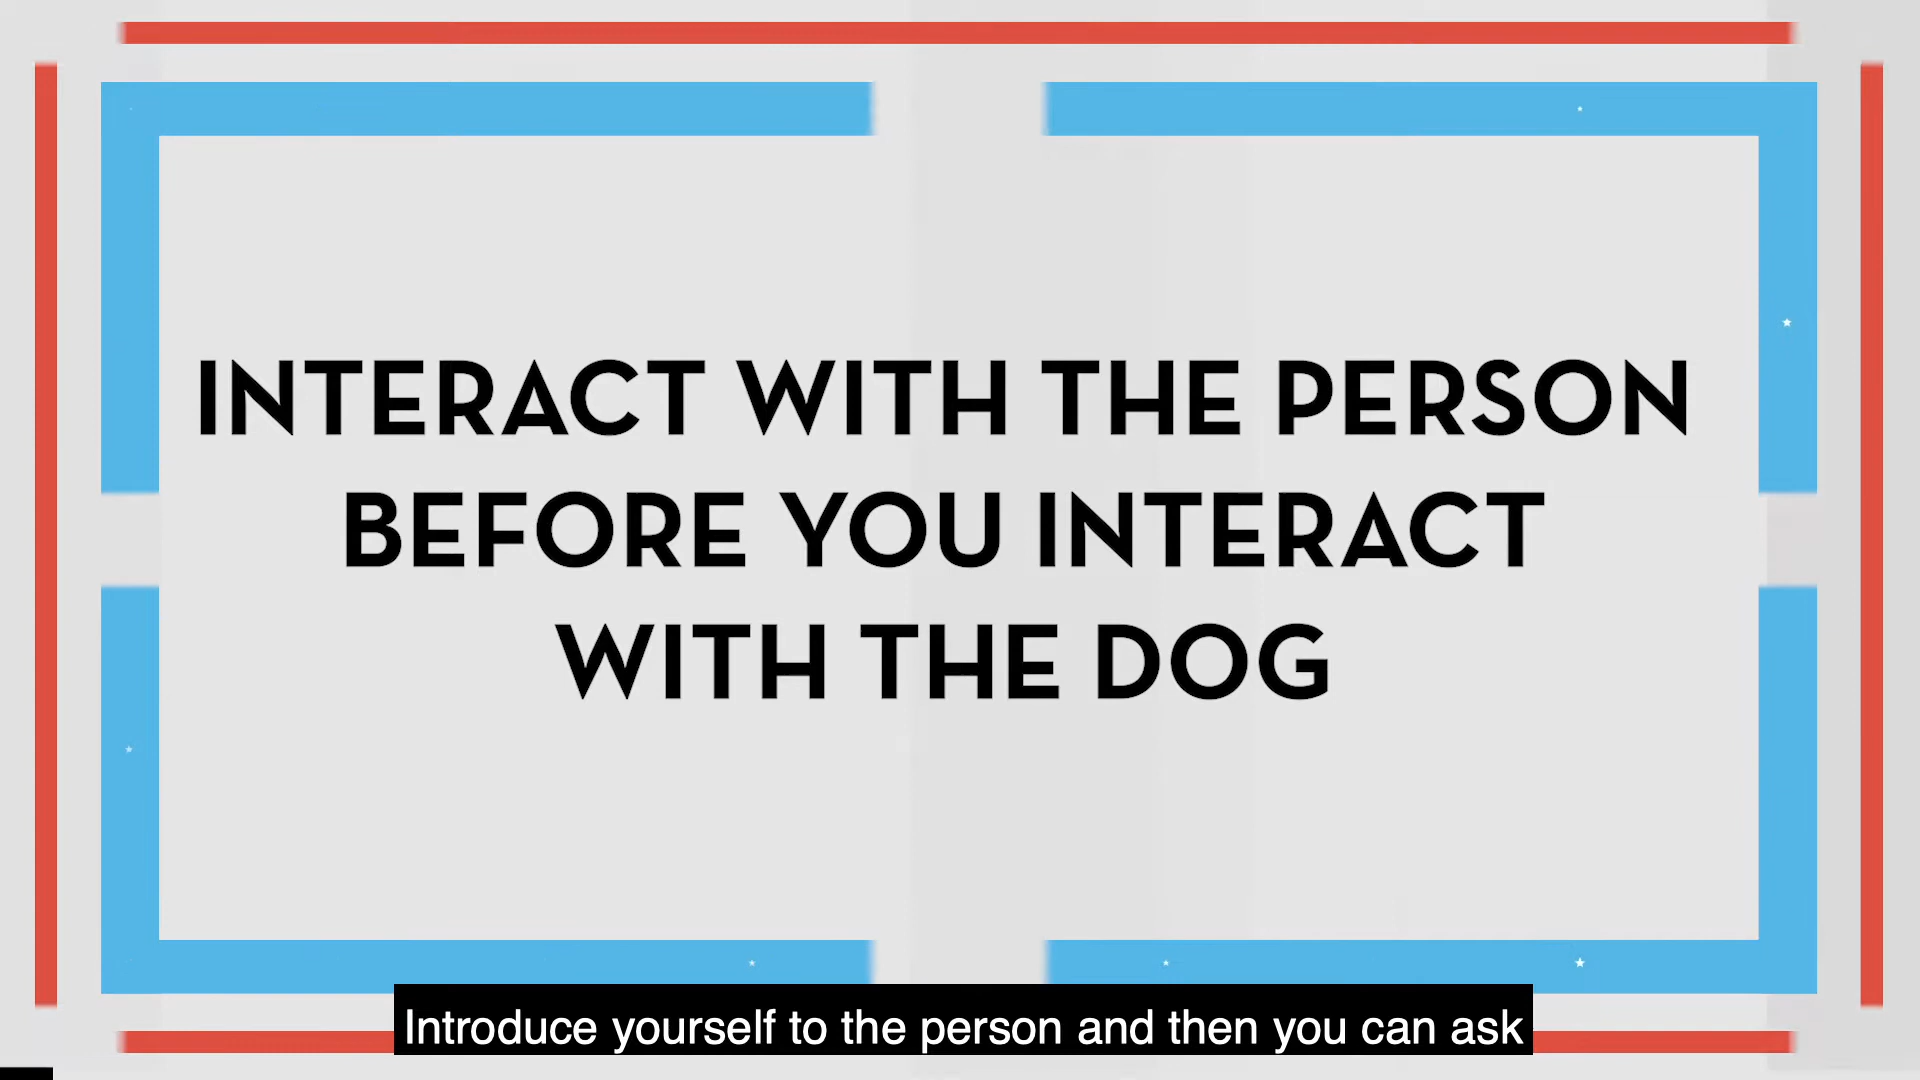 INTERACT WITH THE PERSON
BEFORE YOU INTERACT
WITH THE DOG
Introduce yourself to the person and then you can ask